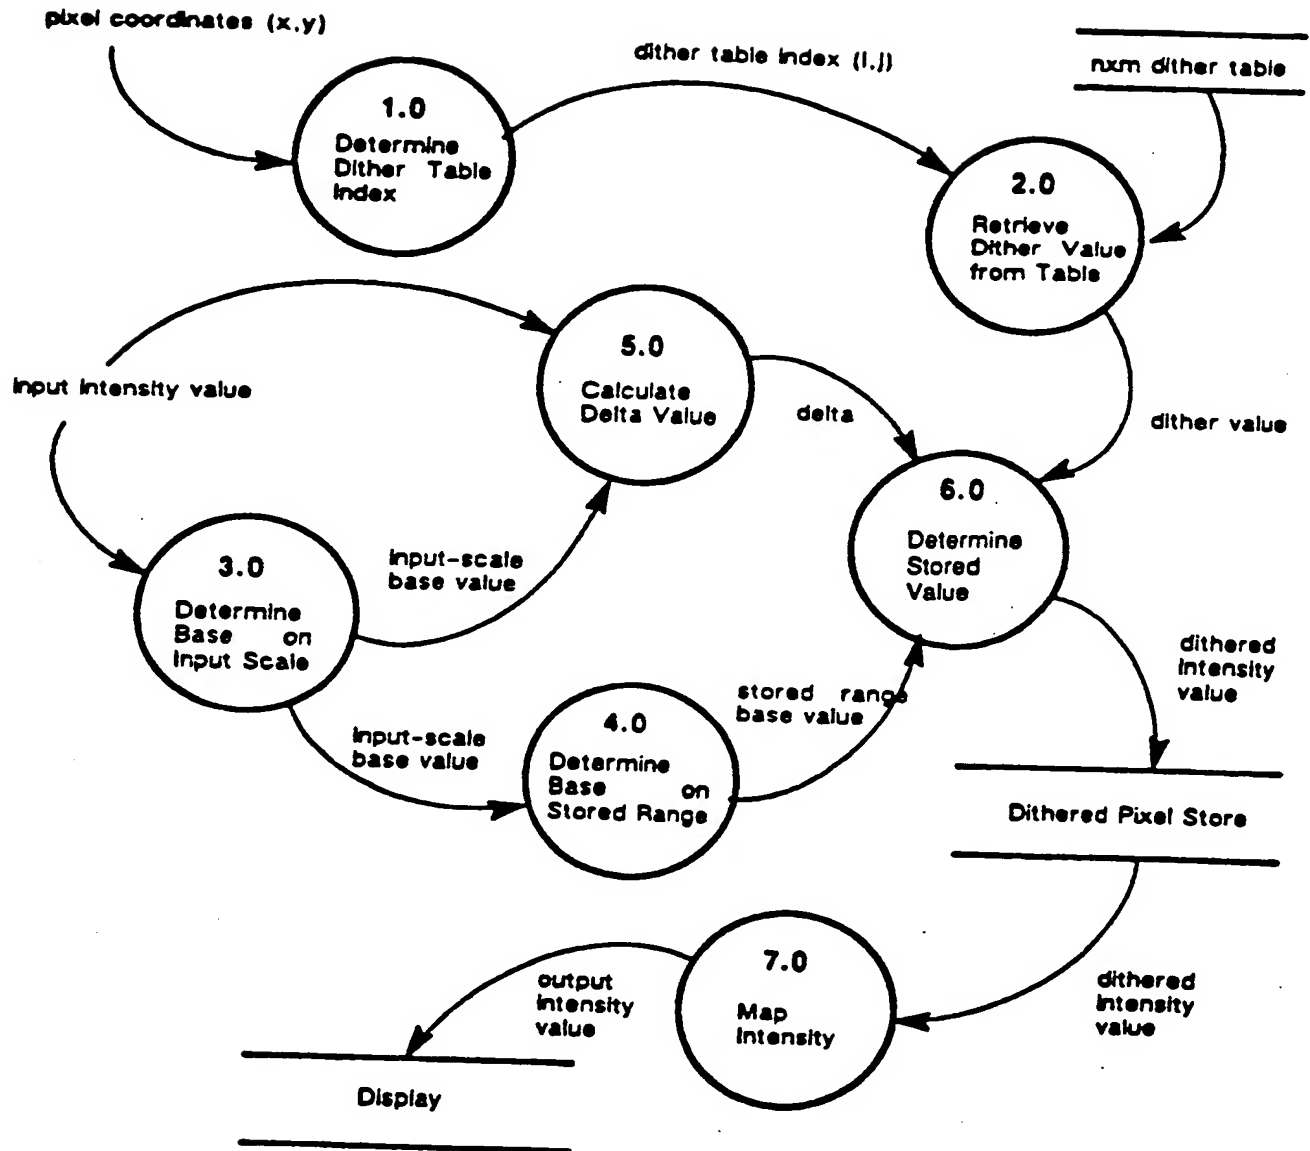 pixel coordinates (x,y)
dither table index (i,j)
nxm dither table
1.0
Determine
Dither Table
Index
2.0
Retrieve
Dither Value
from Table
input intensity value
5.0
Calculate
Delta Value
delta
dither value
6.0
Determine
Stored
Value
3.0
Determine
Base on
Input Scale
input-scale
base value
input-scale
base value
4.0
Determine
Base on
Stored Range
stored range
base value
dithered
intensity
value
Dithered Pixel Store
7.0
Map
Intensity
dithered
intensity
value
output
intensity
value
Display